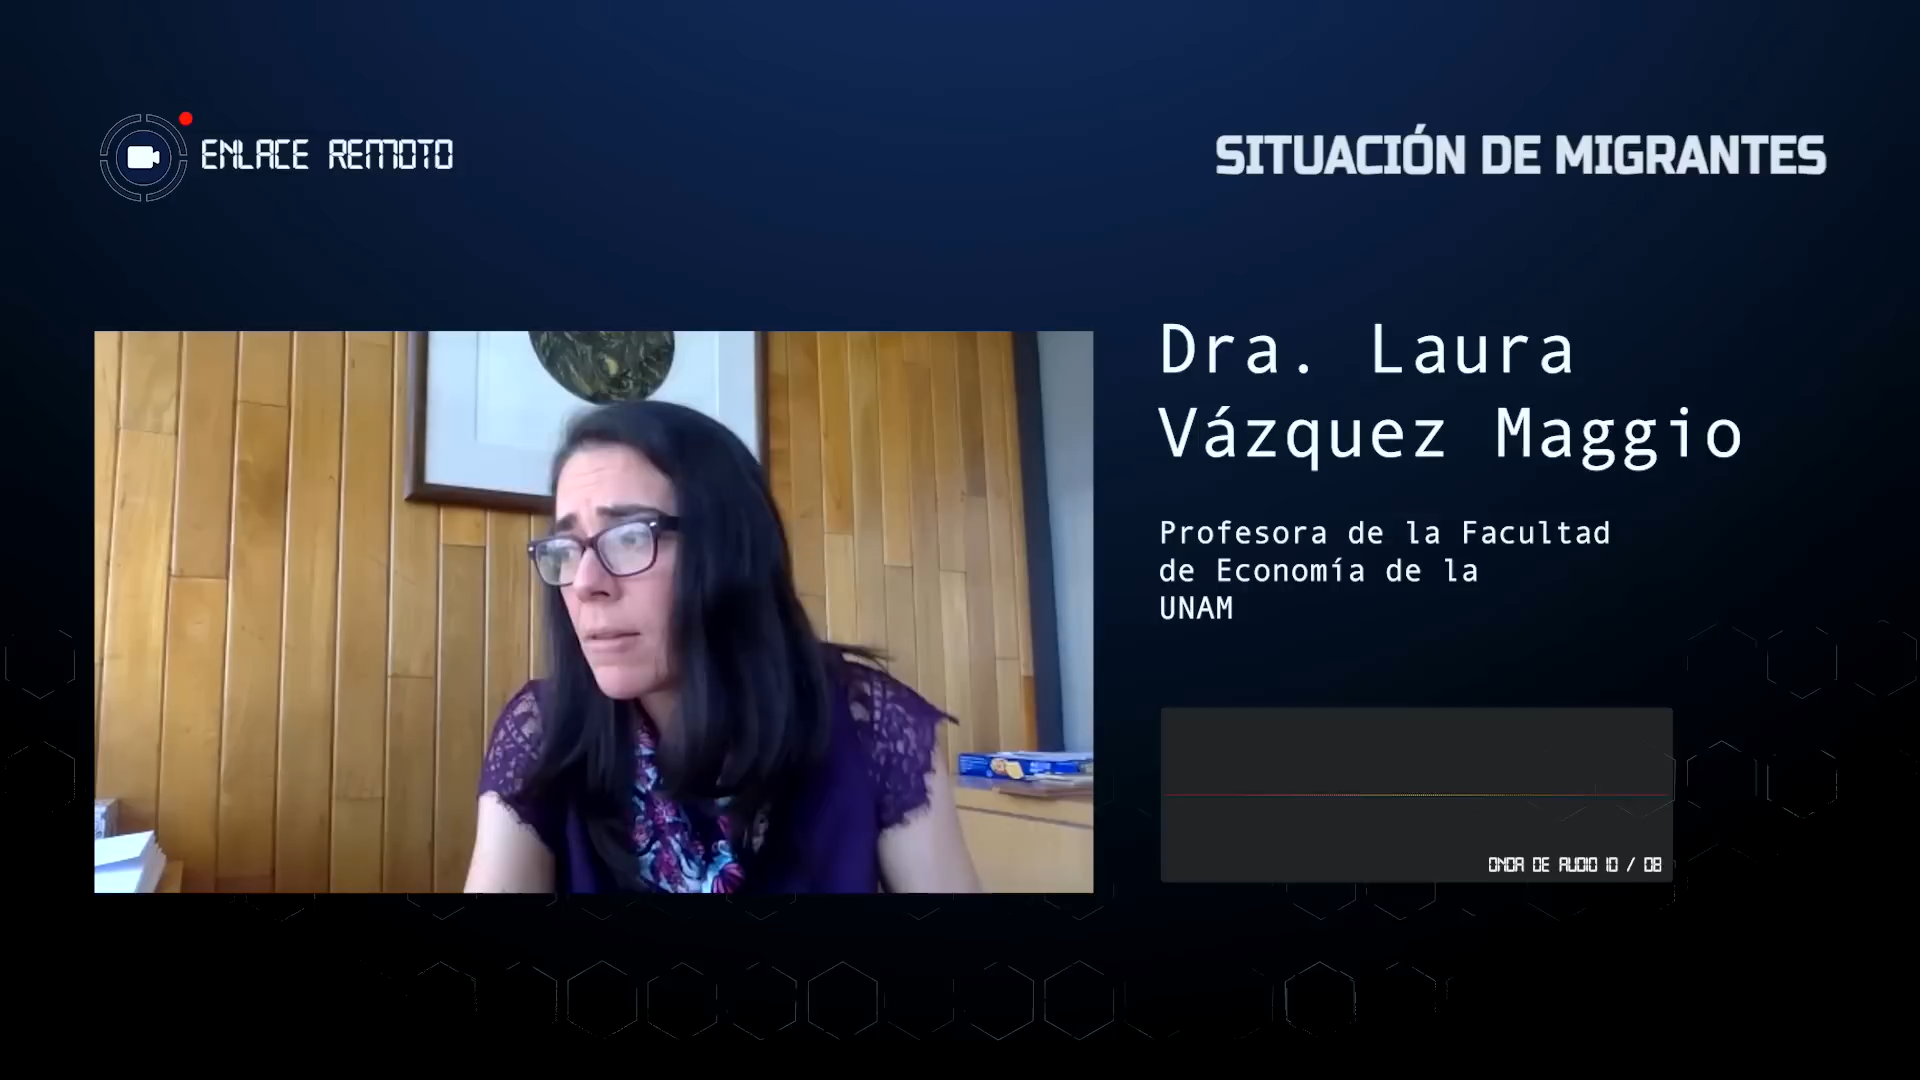 ENLACE REMOTO
SITUACIÓN DE MIGRANTES
Dra. Laura
Vázquez Maggio
Profesora de la Facultad
de Economía de la
UNAM
ONDA DE AUDIO 10 / 08